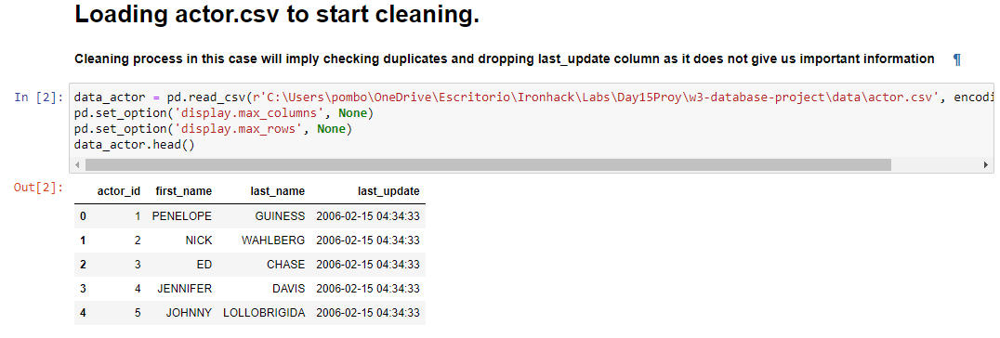 Loading actor.csv to start cleaning.
Cleaning process in this case will imply checking duplicates and dropping last_update column as it does not give us important information ¶
In [2]: data_actor = pd.read_csv(r'C:\Users\pombo\OneDrive\Escritorio\Ironhack\Labs\Day15Proy\w3-database-project\data\actor.csv', encodi
pd.set_option('display.max_columns', None)
pd.set_option('display.max_rows', None)
data_actor.head()
Out[2]:
actor_id first_name last_name last_update
0 1 PENELOPE GUINESS 2006-02-15 04:34:33
1 2 NICK WAHLBERG 2006-02-15 04:34:33
2 3 ED CHASE 2006-02-15 04:34:33
3 4 JENNIFER DAVIS 2006-02-15 04:34:33
4 5 JOHNNY LOLLOBRIGIDA 2006-02-15 04:34:33